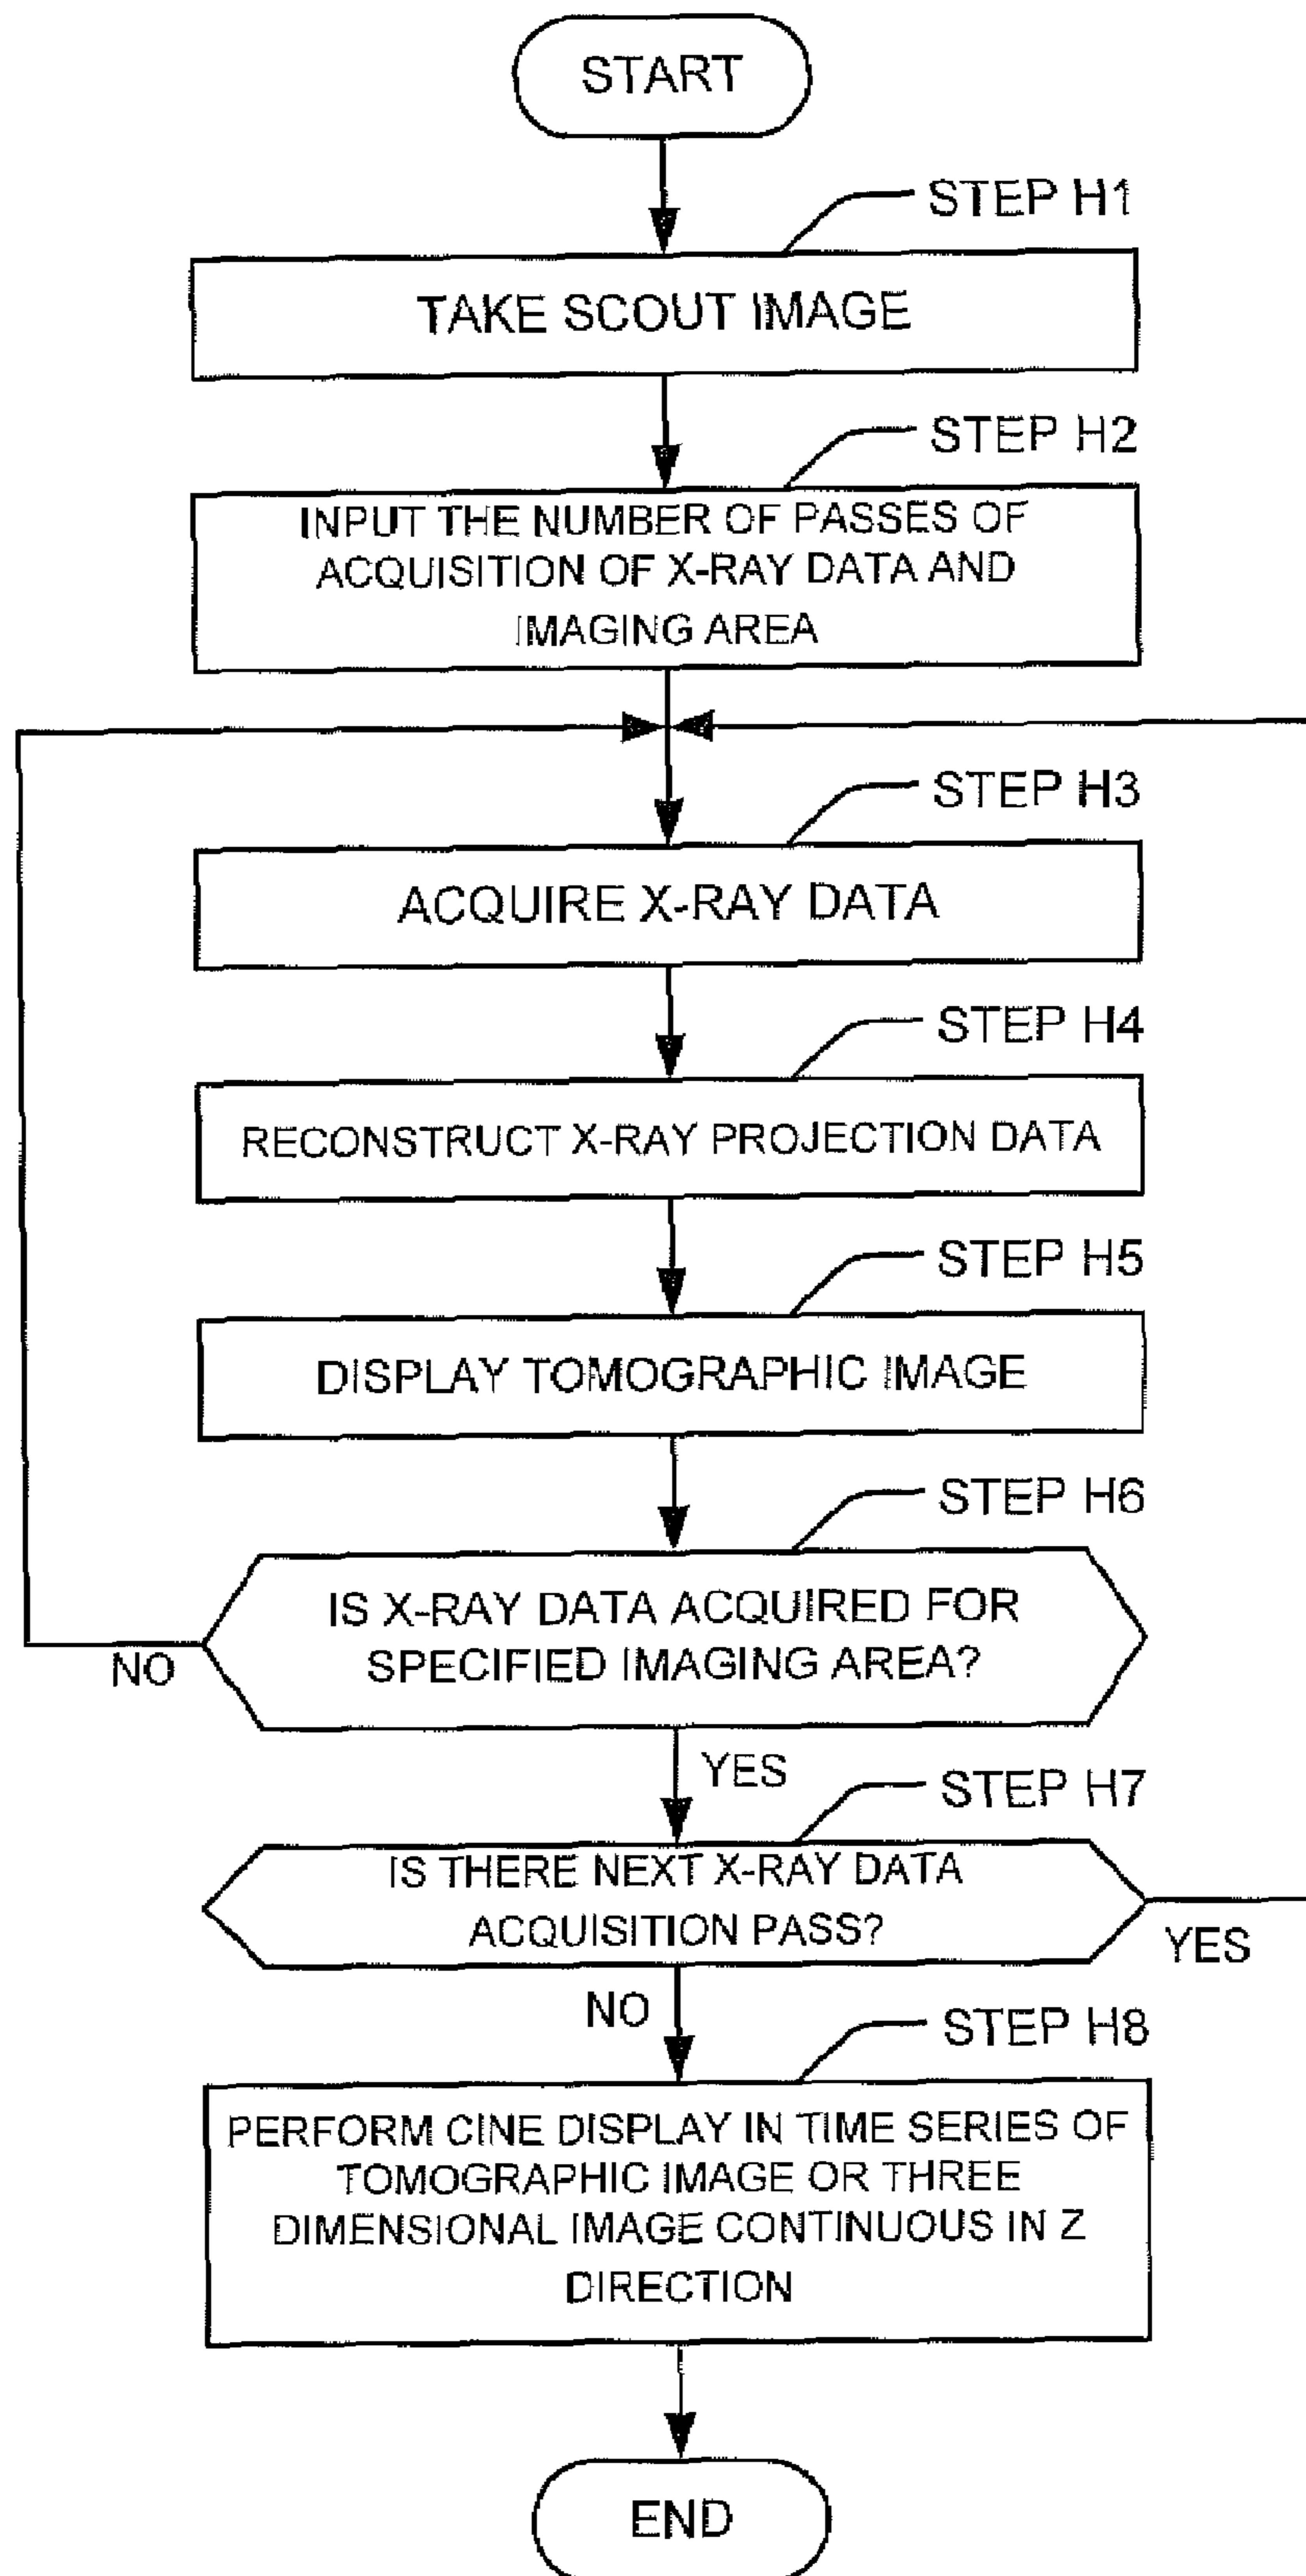 START
STEP H1
TAKE SCOUT IMAGE
STEP H2
INPUT THE NUMBER OF PASSES OF
ACQUISITION OF X-RAY DATA AND
IMAGING AREA
STEP H3
ACQUIRE X-RAY DATA
STEP H4
RECONSTRUCT X-RAY PROJECTION DATA
STEP H5
DISPLAY TOMOGRAPHIC IMAGE
STEP H6
IS X-RAY DATA ACQUIRED FOR
SPECIFIED IMAGING AREA?
NO
YES
STEP H7
IS THERE NEXT X-RAY DATA
ACQUISITION PASS?
YES
NO
STEP H8
PERFORM CINE DISPLAY IN TIME SERIES OF
TOMOGRAPHIC IMAGE OR THREE
DIMENSIONAL IMAGE CONTINUOUS IN Z
DIRECTION
END